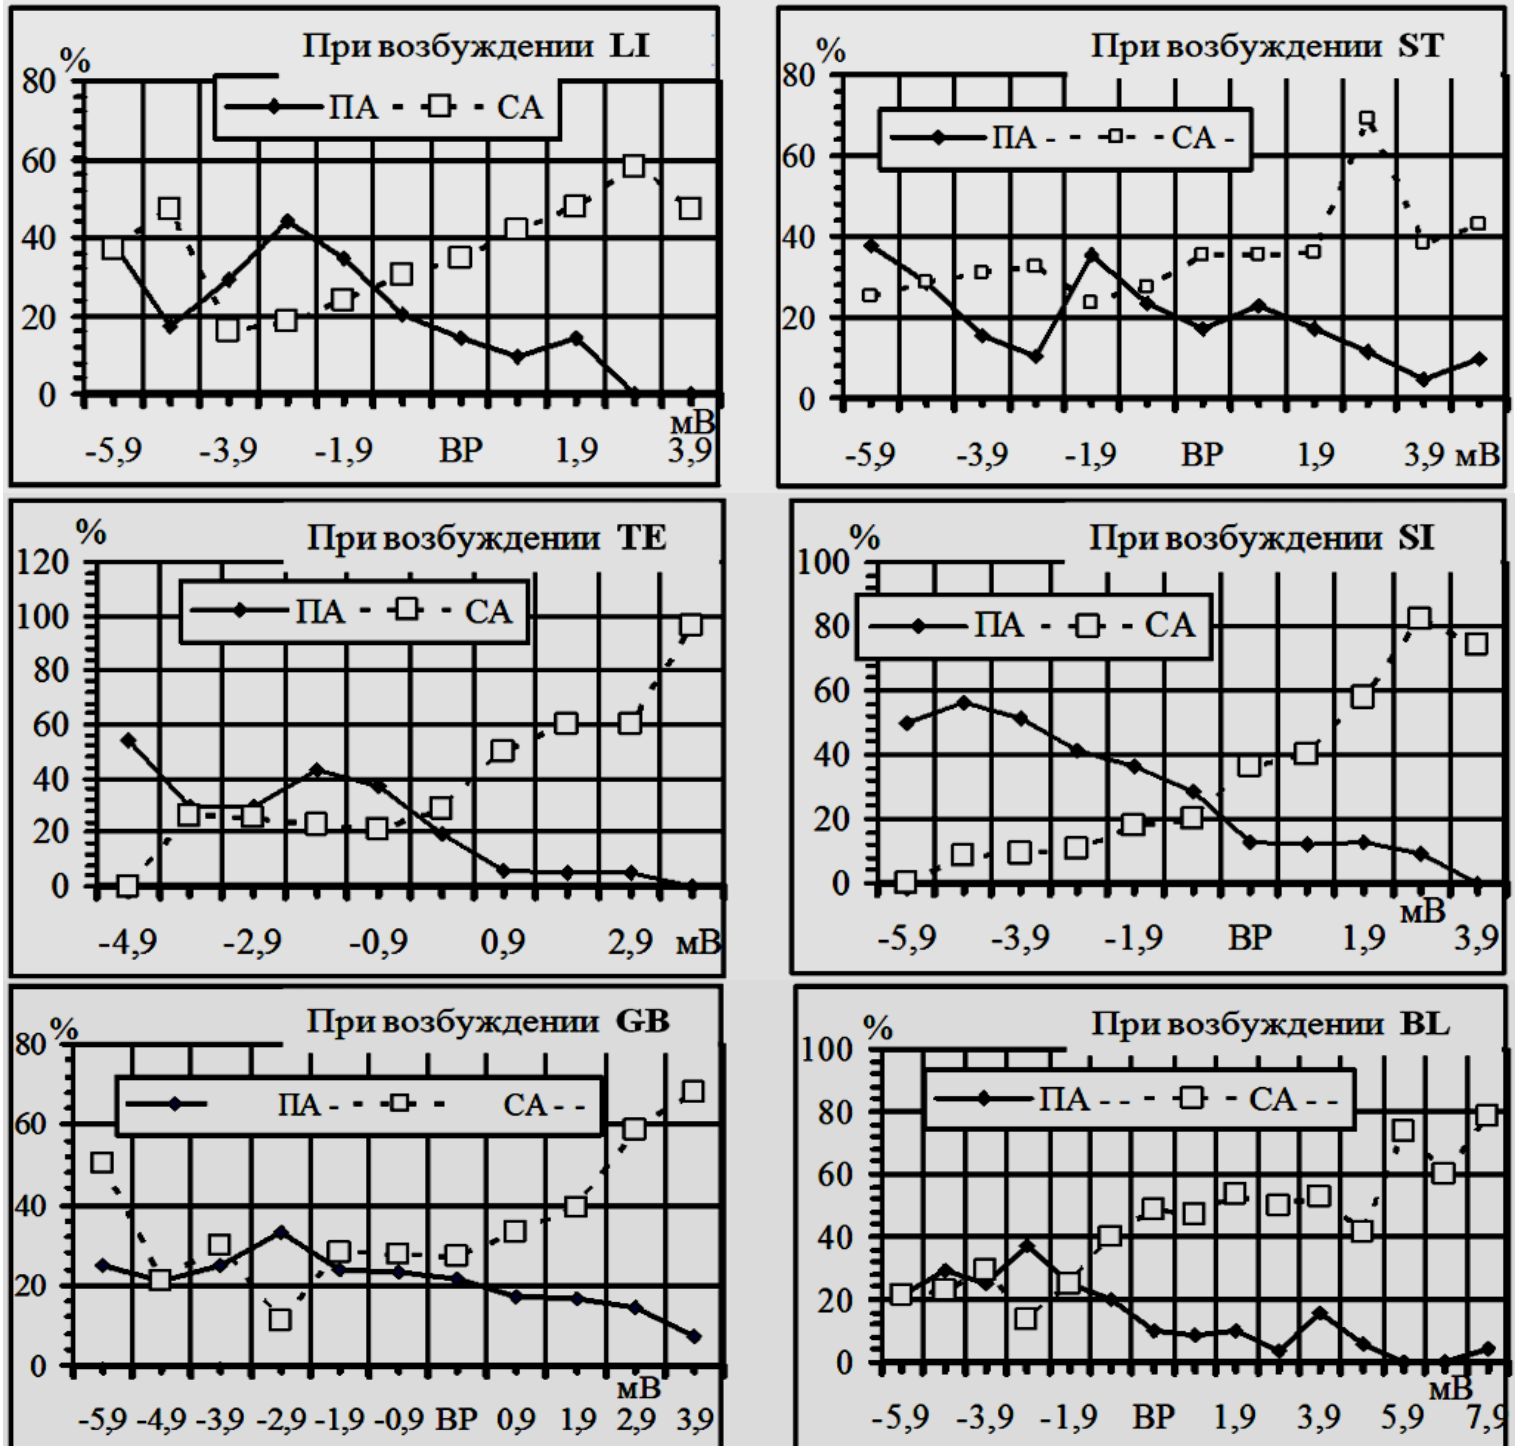 При возбуждении LI
%
80
ПА СА
60
40
20
0
мВ
-5,9 -3,9 -1,9 ВР 1,9 3,9
При возбуждении ST
%
80
ПА - СА -
60
40
20
0
-5,9 -3,9 -1,9 ВР 1,9 3,9 мВ
При возбуждении TE
%
120
100
ПА СА
80
60
40
20
0
-4,9 -2,9 -0,9 0,9 2,9 мВ
При возбуждении SI
%
100
80
ПА СА
60
40
20
0
мВ
-5,9 -3,9 -1,9 ВР 1,9 3,9
При возбуждении GB
%
80
ПА - СА - -
60
40
20
0
мВ
-5,9 -4,9 -3,9 -2,9 -1,9 -0,9 ВР 0,9 1,9 2,9 3,9
При возбуждении BL
%
100
ПА - - СА - -
80
60
40
20
0
мВ
-5,9 -3,9 -1,9 ВР 1,9 3,9 5,9 7,9